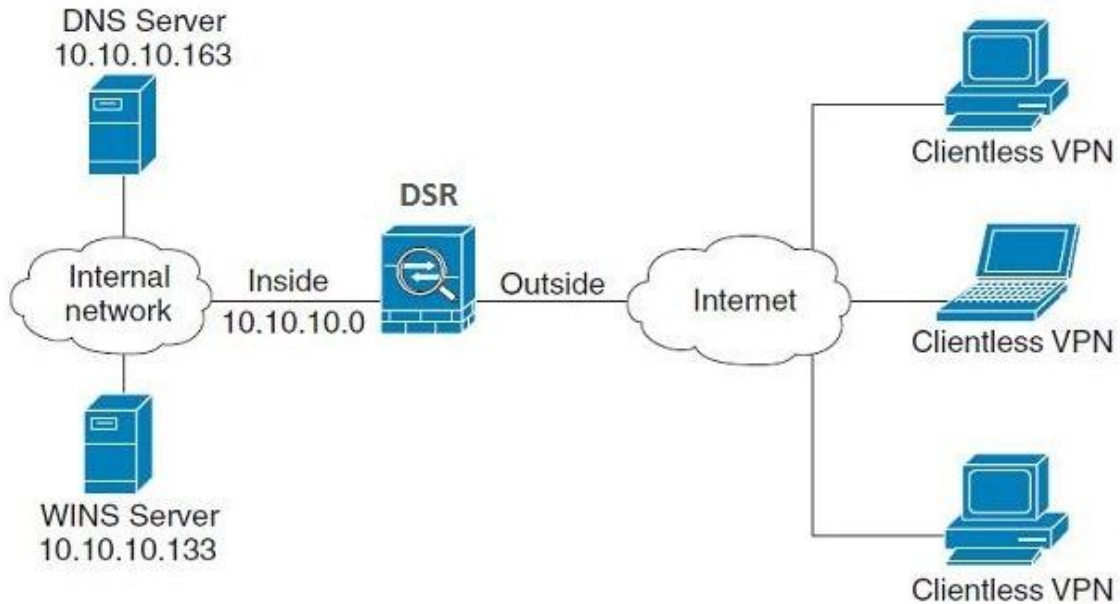 DNS Server
10.10.10.163
DSR
Internal
network
Inside
10.10.10.0
Outside
Internet
WINS Server
10.10.10.133
Clientless VPN
Clientless VPN
Clientless VPN